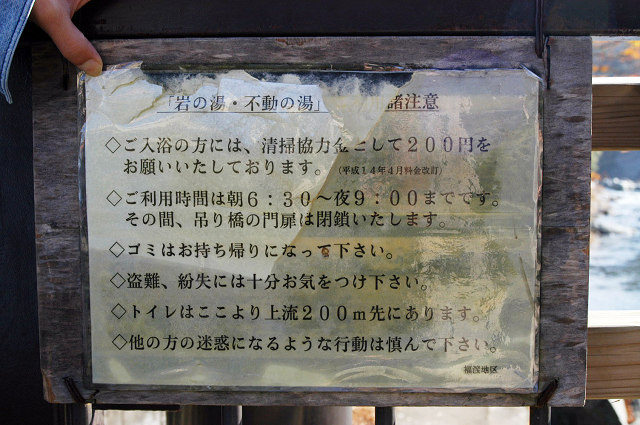 「岩の湯・不動の湯」 諸注意
◇ご入浴の方には、清掃協力金として200円を
お願いいたしております。（平成14年4月料金改訂）
◇ご利用時間は朝6：30〜夜9：00までです。
その間、吊り橋の門扉は閉鎖いたします。
◇ゴミはお持ち帰りになって下さい。
◇盗難、紛失には十分お気をつけ下さい。
◇トイレはここより上流200m先にあります。
◇他の方の迷惑になるような行動は慎んで下さい。
福渡地区